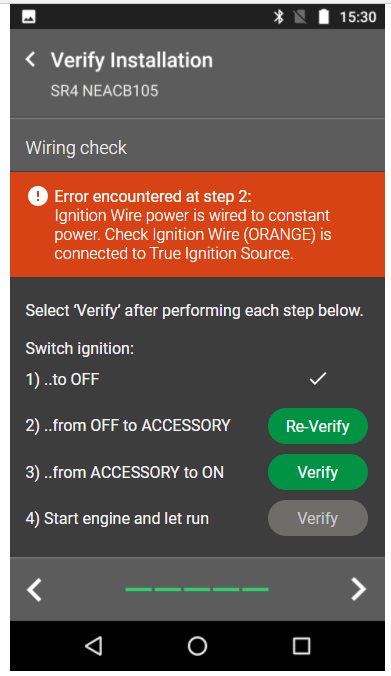 15:30
Verify Installation
SR4 NEACB105
Wiring check
Error encountered at step 2:
Ignition Wire power is wired to constant
power. Check Ignition Wire (ORANGE) is
connected to True Ignition Source.
Select ‘Verify’ after performing each step below.
Switch ignition:
1) ..to OFF
2) ..from OFF to ACCESSORY Re-Verify
3) ..from ACCESSORY to ON Verify
4) Start engine and let run Verify